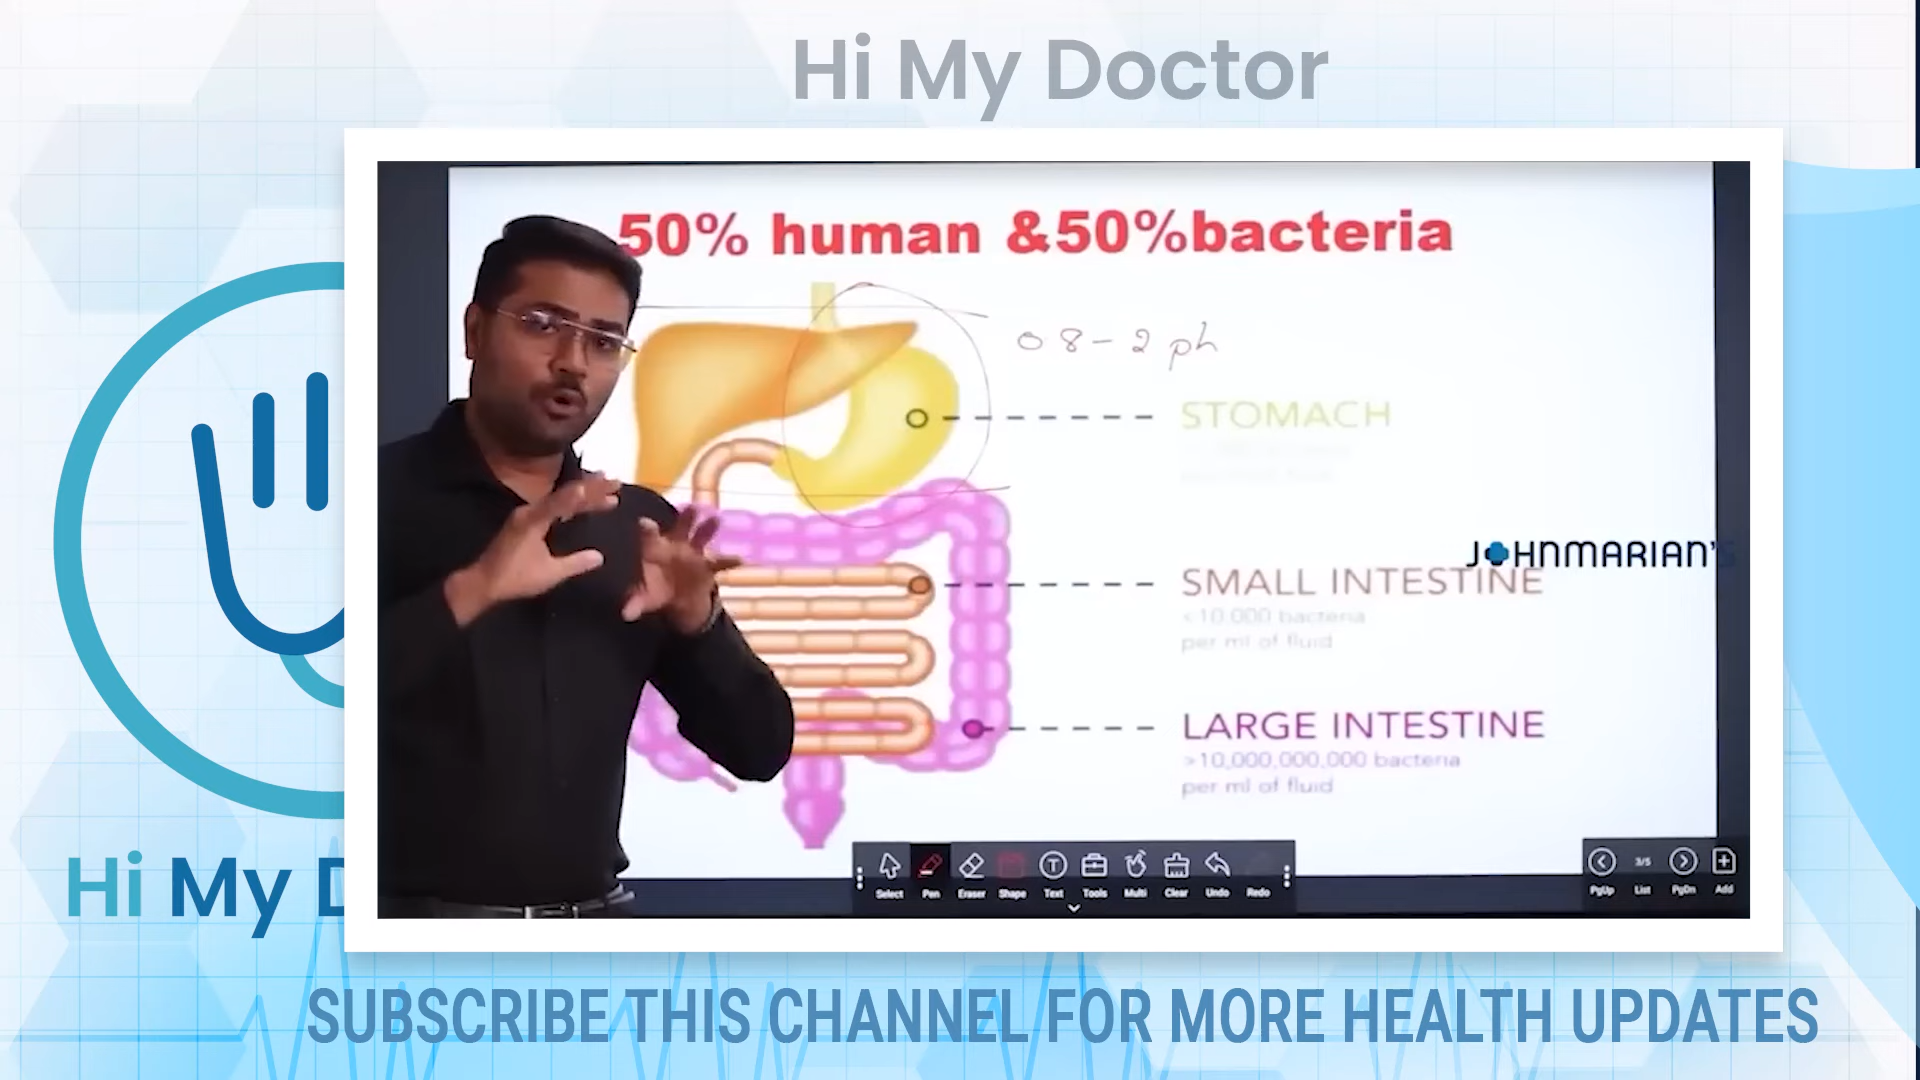 Hi My Doctor
50% human &50%bacteria
08-2 ph
STOMACH
JOHNMARIAN'S
SMALL INTESTINE
<10,000 bacteria
per ml of fluid
LARGE INTESTINE
>10,000,000,000 bacteria
per ml of fluid
Select Pen Eraser Shape Text Tools Multi Clear Undo Redo
3/5
PgUp List PgDn Add
Hi My D
SUBSCRIBE THIS CHANNEL FOR MORE HEALTH UPDATES